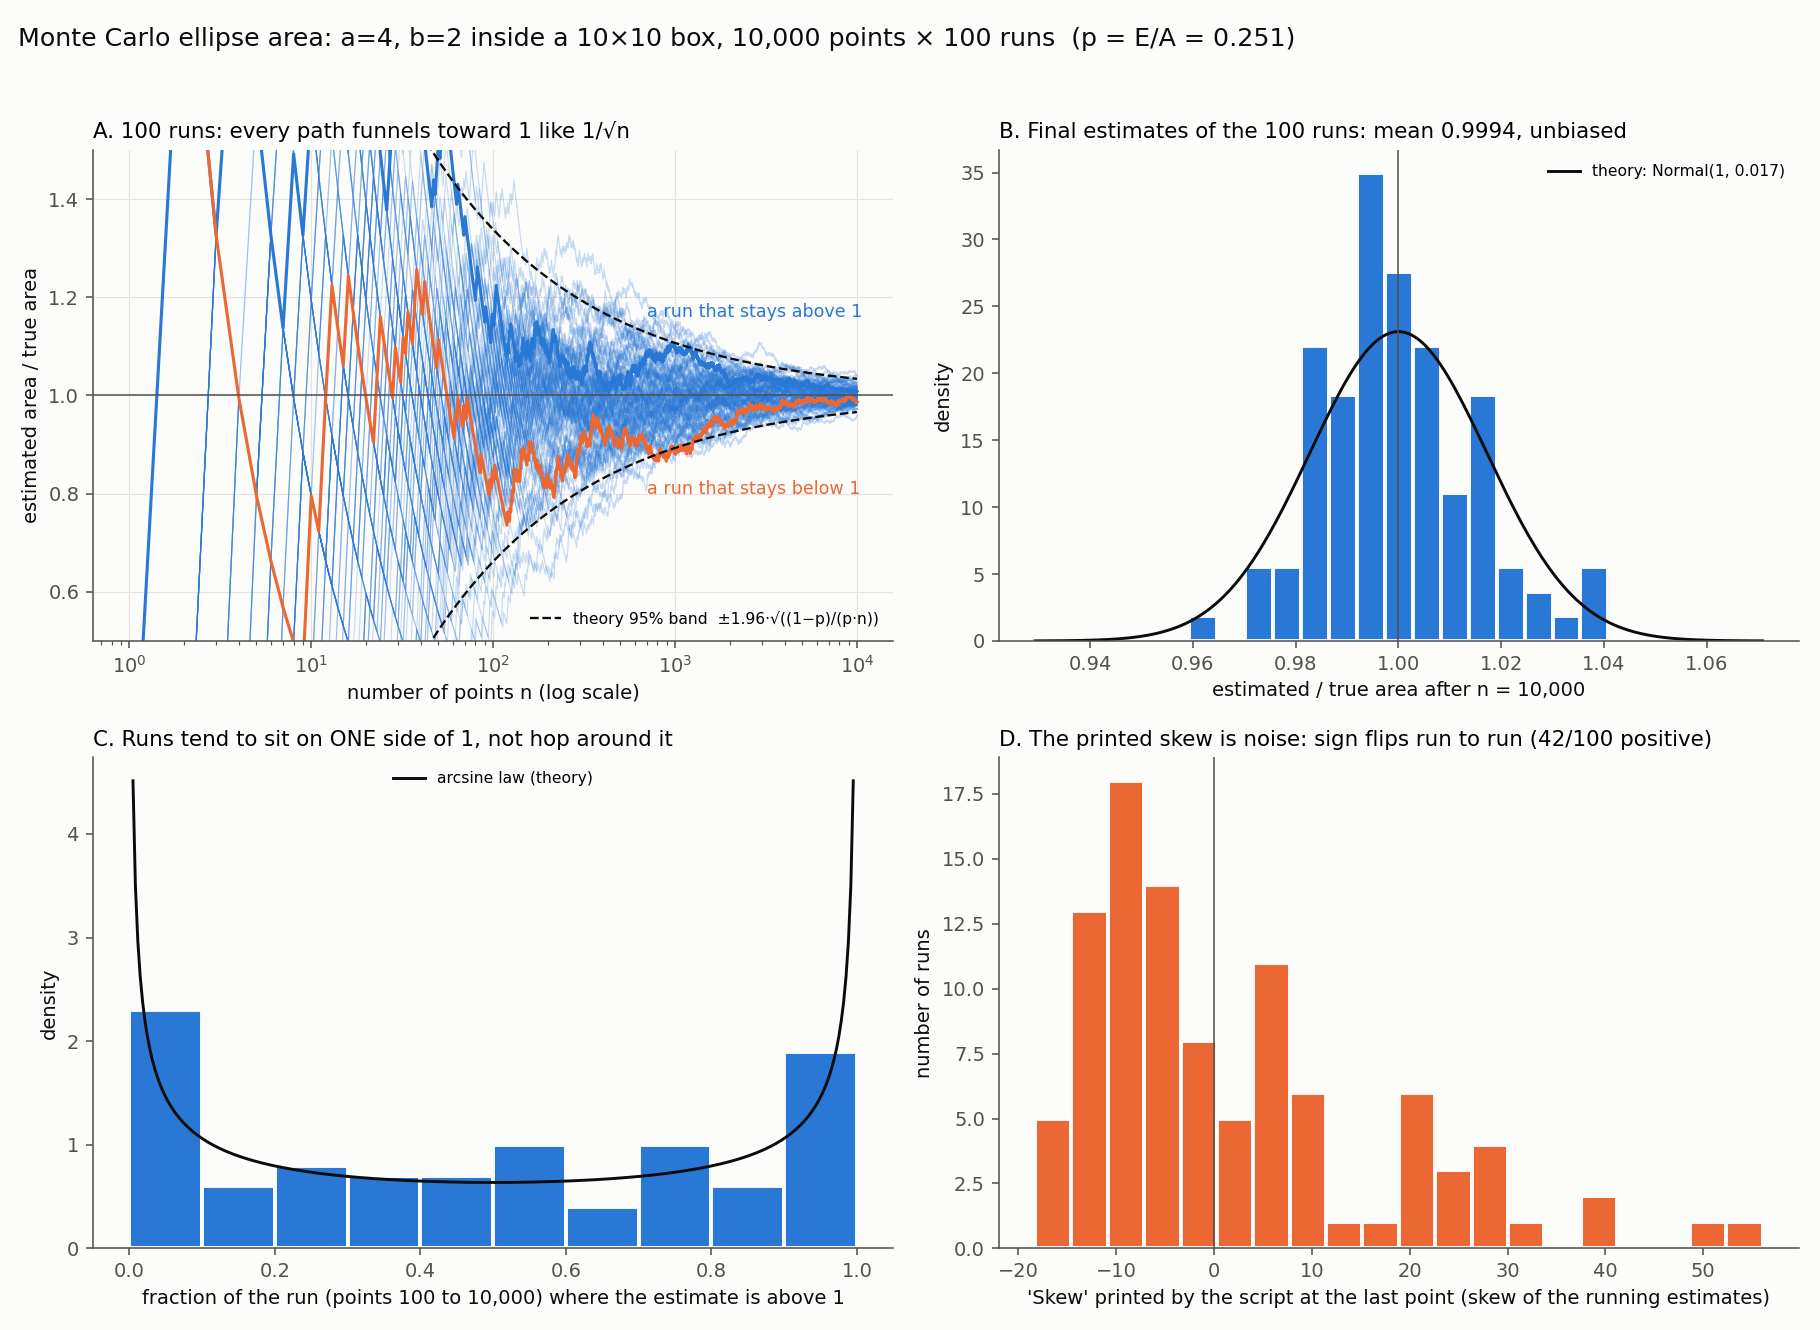 Monte Carlo ellipse area: a=4, b=2 inside a 10×10 box, 10,000 points × 100 runs  (p = E/A = 0.251)
A. 100 runs: every path funnels toward 1 like 1/√n
estimated area / true area
1.4
1.2
1.0
0.8
0.6
a run that stays above 1
a run that stays below 1
theory 95% band  ±1.96·√((1−p)/(p·n))
10⁰ 10¹ 10² 10³ 10⁴
number of points n (log scale)
B. Final estimates of the 100 runs: mean 0.9994, unbiased
theory: Normal(1, 0.017)
density
35
30
25
20
15
10
5
0
0.94 0.96 0.98 1.00 1.02 1.04 1.06
estimated / true area after n = 10,000
C. Runs tend to sit on ONE side of 1, not hop around it
arcsine law (theory)
density
4
3
2
1
0
0.0 0.2 0.4 0.6 0.8 1.0
fraction of the run (points 100 to 10,000) where the estimate is above 1
D. The printed skew is noise: sign flips run to run (42/100 positive)
number of runs
17.5
15.0
12.5
10.0
7.5
5.0
2.5
0.0
−20 −10 0 10 20 30 40 50
'Skew' printed by the script at the last point (skew of the running estimates)